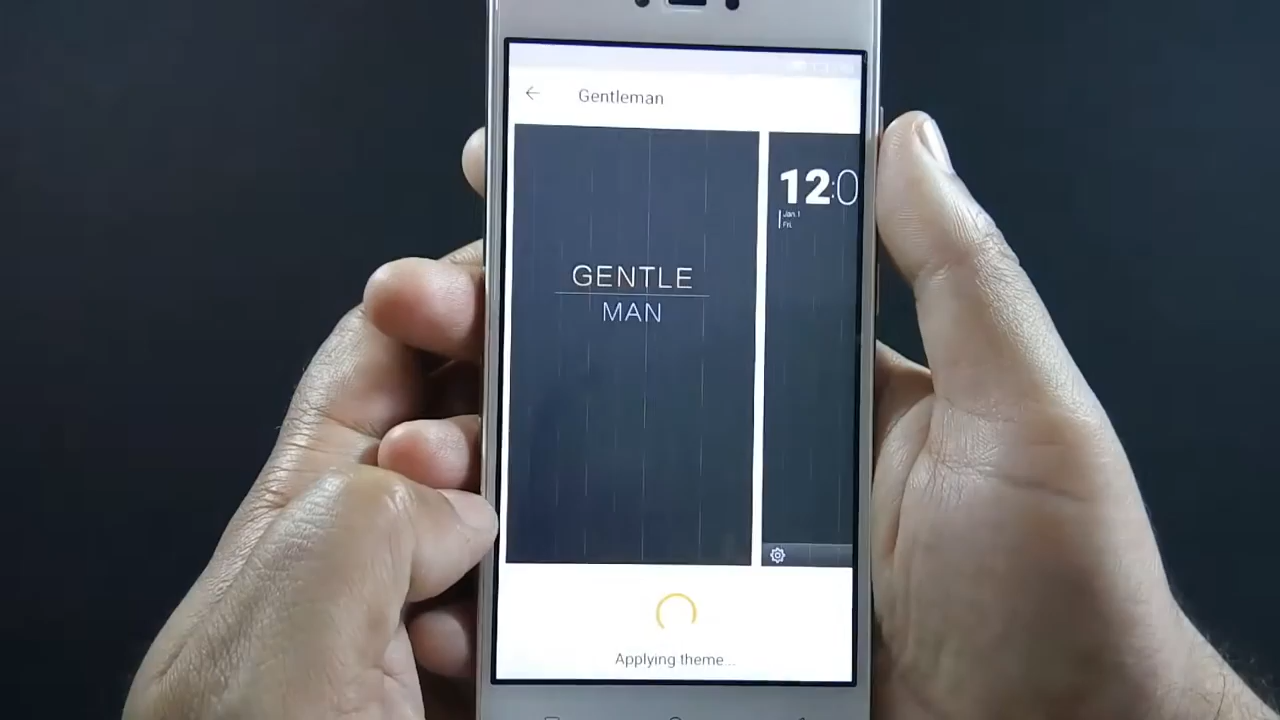 Gentleman
GENTLE
MAN
12:0
Jan.1
Fri.
Applying theme...